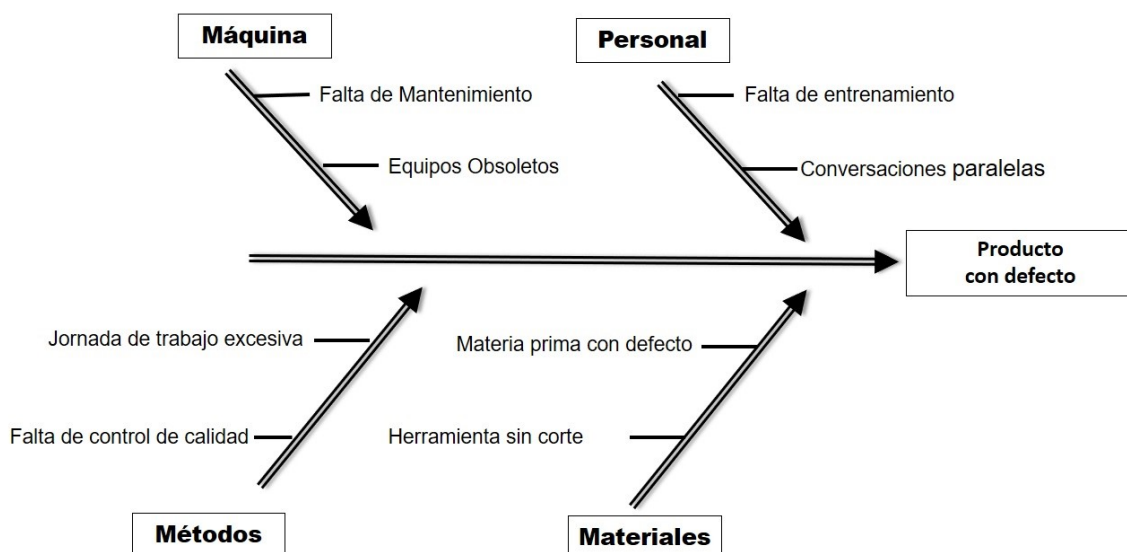 Máquina
Personal
Falta de Mantenimiento
Falta de entrenamiento
Equipos Obsoletos
Conversaciones paralelas
Producto
con defecto
Jornada de trabajo excesiva
Materia prima con defecto
Falta de control de calidad
Herramienta sin corte
Métodos
Materiales